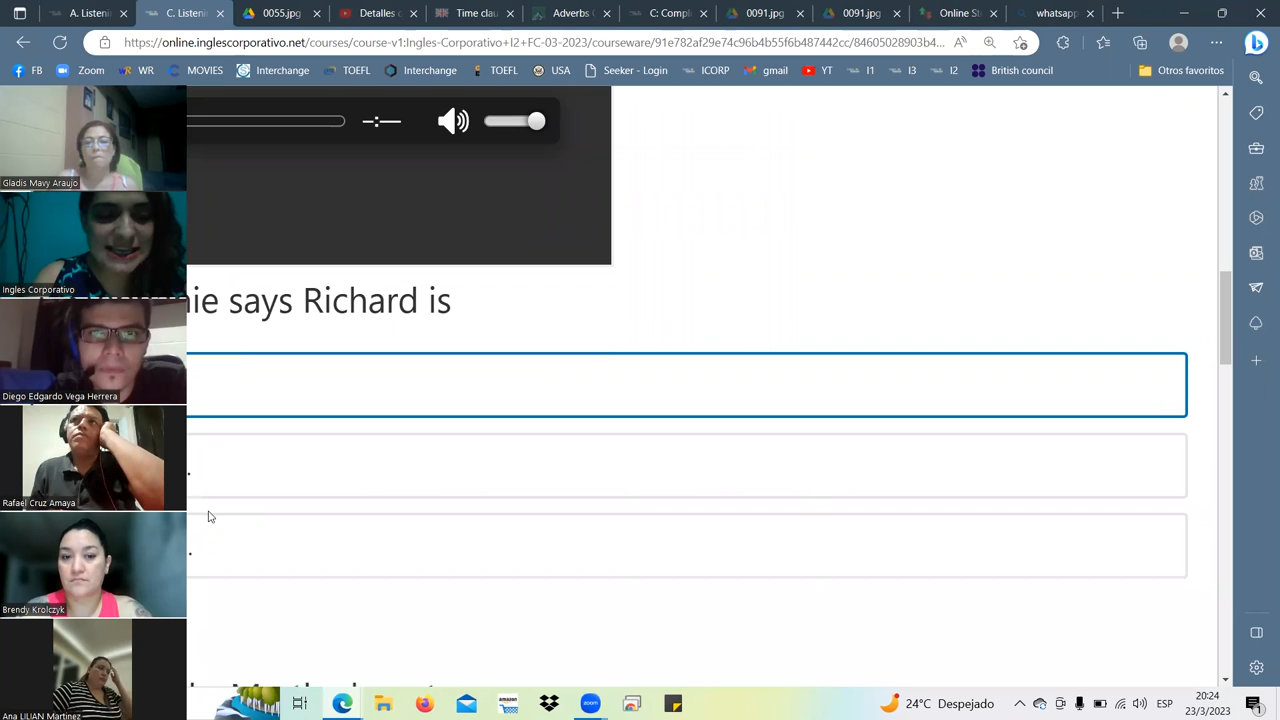 A. Listenin
C. Listenin
0055.jpg
Detalles
Time clau
Adverbs
C: Compl
0091.jpg
0091.jpg
Online St
whatsapp
https://online.inglescorporativo.net/courses/course-v1:Ingles-Corporativo+I2+FC-03-2023/courseware/91e782af29e74c96b4b55f6b487442cc/84605028903b4...
FB
Zoom
WR
MOVIES
Interchange
TOEFL
Interchange
TOEFL
USA
Seeker - Login
ICORP
gmail
YT
I1
I3
I2
British council
Otros favoritos
--:--
Gladis Mavy Araujo
Ingles Corporativo
nie says Richard is
Diego Edgardo Vega Herrera
Rafael Cruz Amaya
Brendy Krolczyk
Ana LILIAN Martinez
24°C Despejado
ESP
20:24
23/3/2023